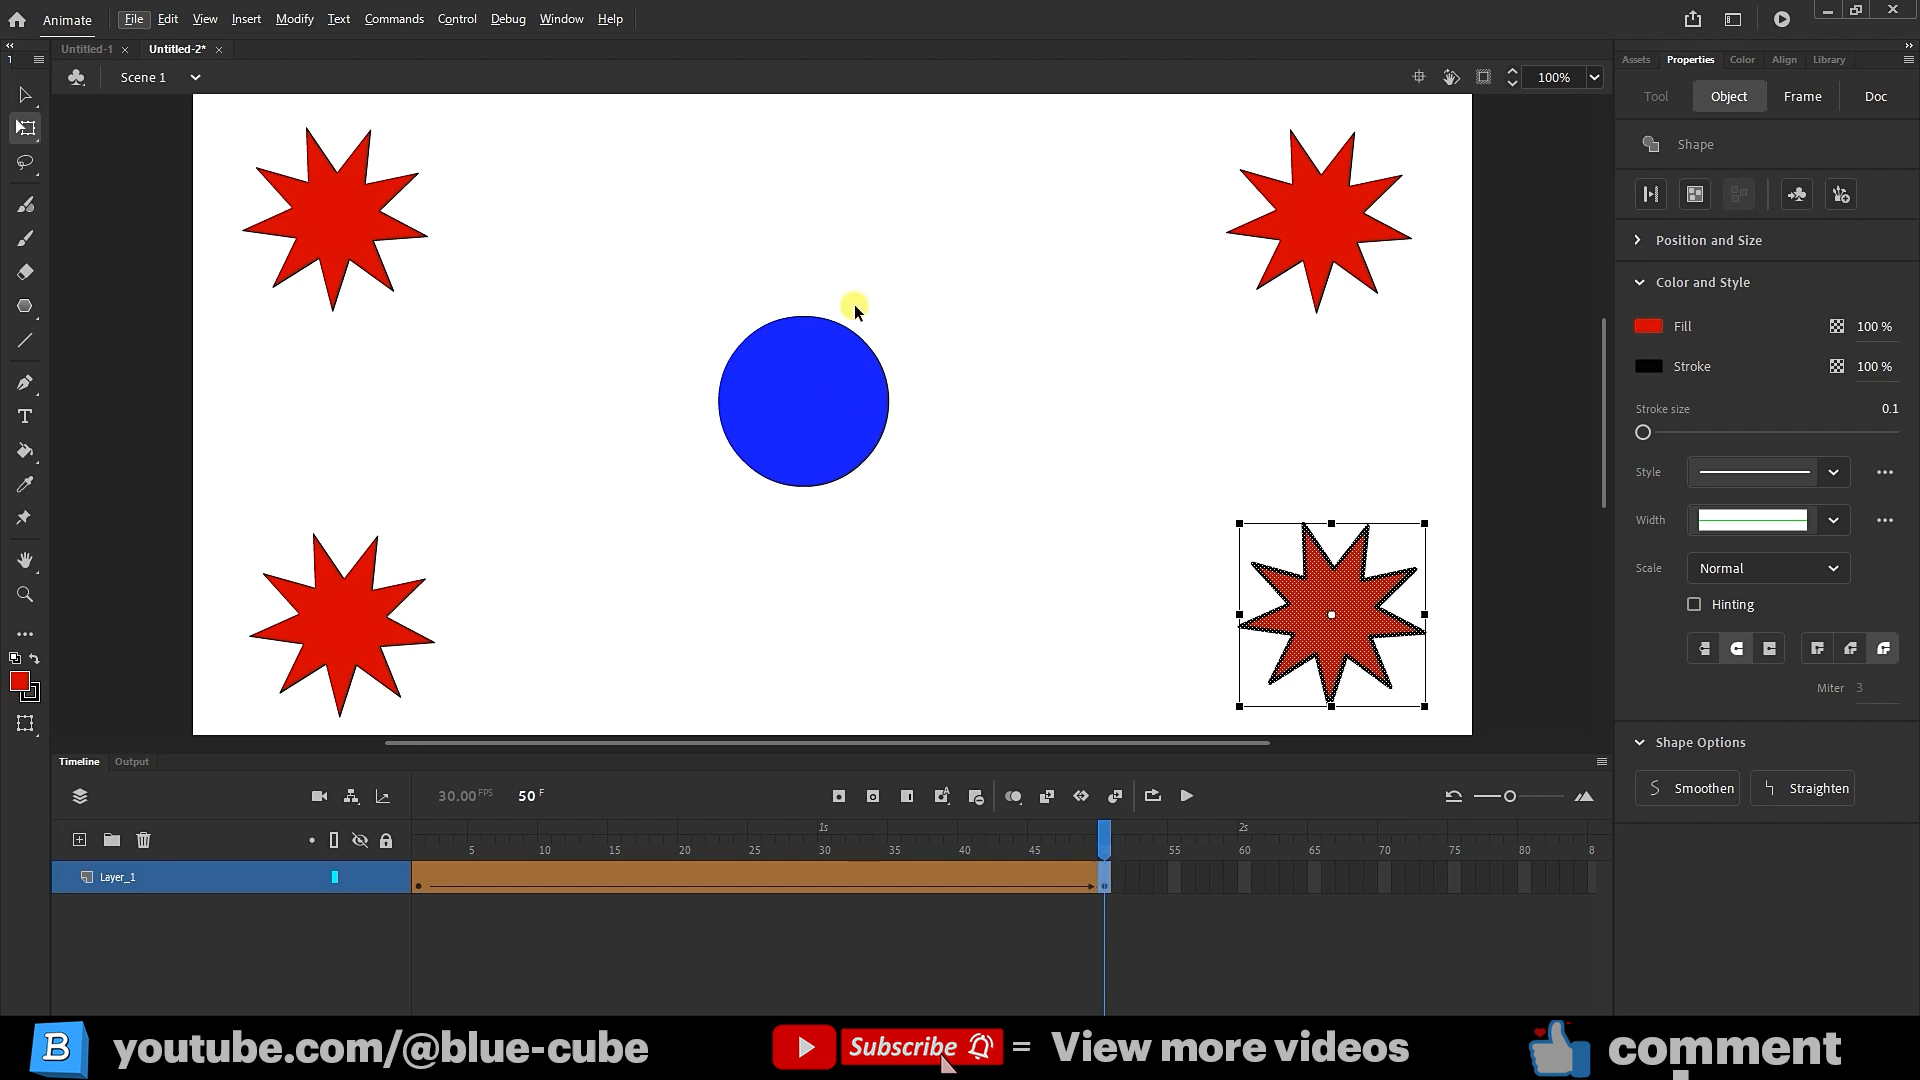 Animate File Edit View Insert Modify Text Commands Control Debug Window Help
Untitled-1 × Untitled-2* ×
Scene 1
100%
Assets Properties Color Align Library
Tool Object Frame Doc
Shape
Position and Size
Color and Style
Fill 100 %
Stroke 100 %
Stroke size 0.1
Style
Width
Scale Normal
Hinting
Miter 3
Shape Options
Smoothen Straighten
Timeline Output
30.00 FPS 50 F
1s 2s
5 10 15 20 25 30 35 40 45 55 60 65 70 75 80 8
Layer_1
B youtube.com/@blue-cube Subscribe = View more videos comment